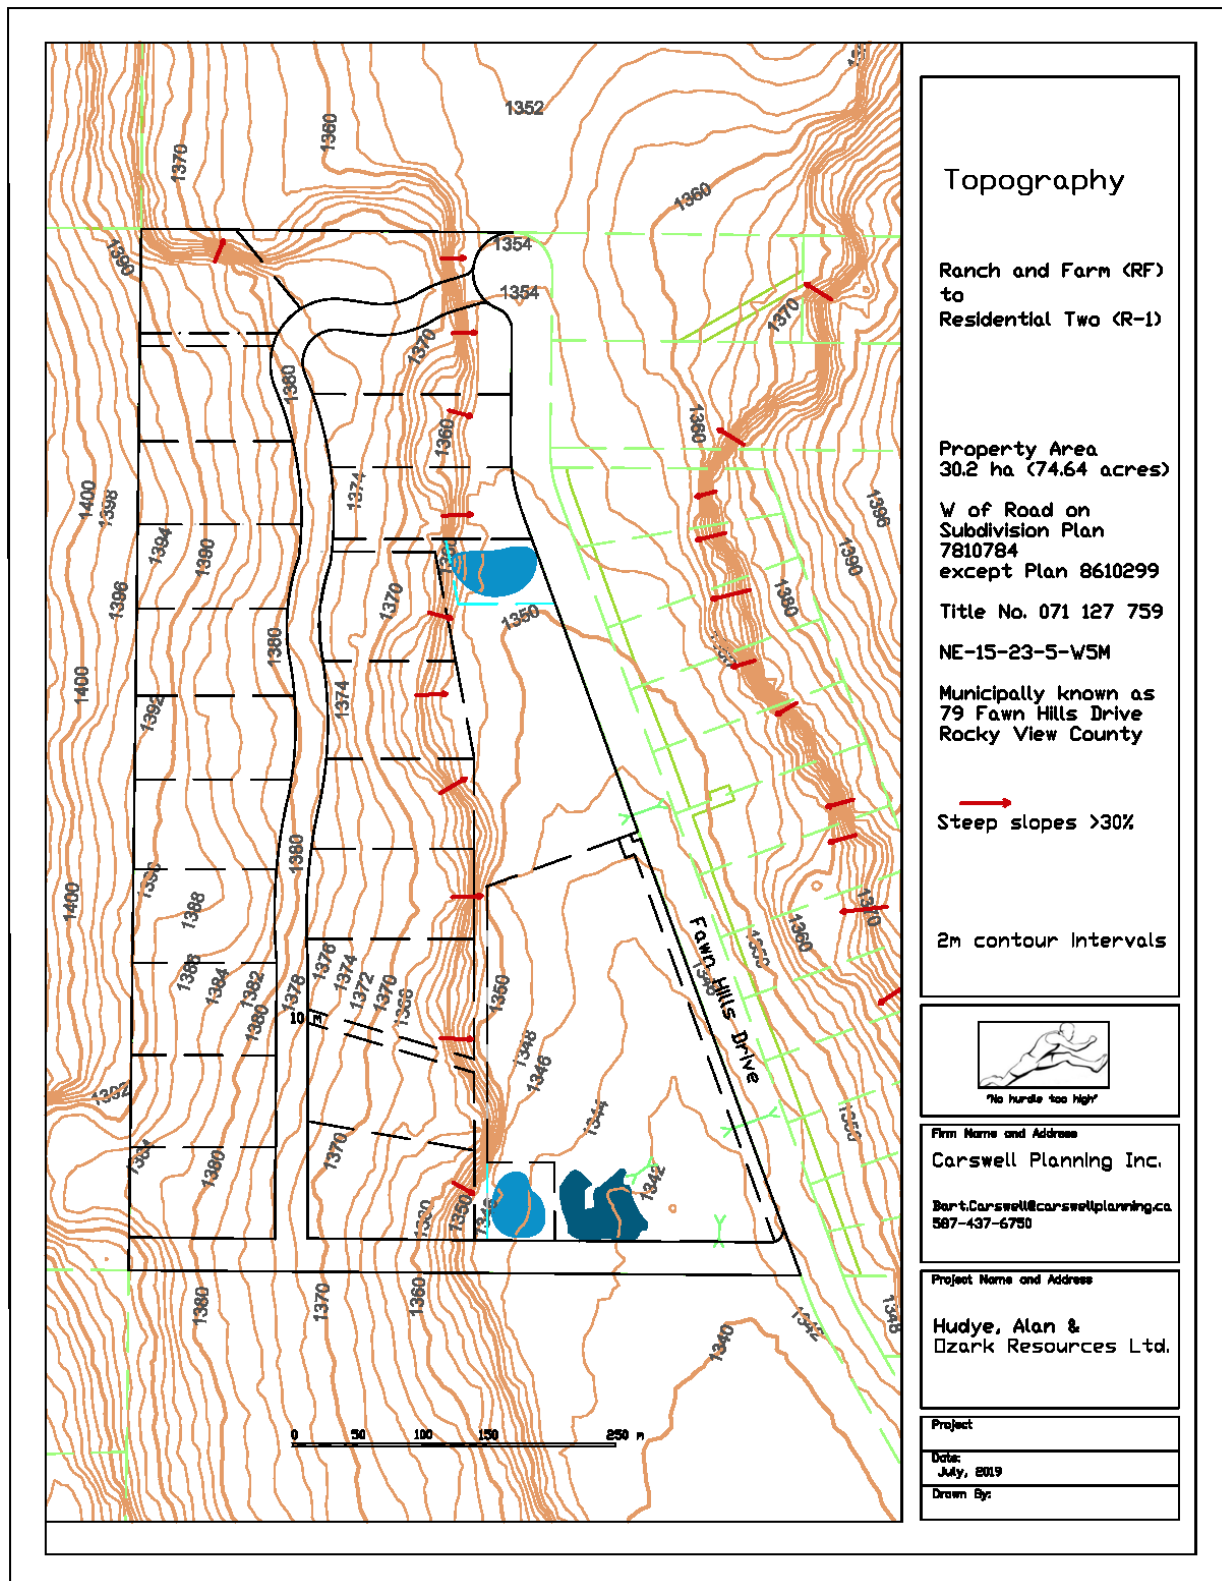 1352
1360
1370
1360
1390
1354
1354
1370
1370
1360
1380
1360
1374
1400
1398
1394
1390
1396
1390
1396
1380
1370
1350
1380
1400
1374
1392
1380
1400
1388
1370
1360
1386
1384
1382
1380
1378
1376
1374
1372
1370
1368
1350
1348
1346
1344
1342
10 M
Fawn Hills Drive
1384
1380
1370
1350
1350
1380
1370
1360
1340
1342
1348
0 50 100 150 250 m
Topography
Ranch and Farm (RF)
to
Residential Two (R-1)
Property Area
30.2 ha (74.64 acres)
W of Road on
Subdivision Plan
7810784
except Plan 8610299
Title No. 071 127 759
NE-15-23-5-W5M
Municipally known as
79 Fawn Hills Drive
Rocky View County
Steep slopes >30%
2m contour intervals
"No hurdle too high"
Firm Name and Address
Carswell Planning Inc.
Bart.Carswell@carswellplanning.ca
587-437-6750
Project Name and Address
Hudye, Alan &
Ozark Resources Ltd.
Project
Date:
July, 2019
Drawn By: